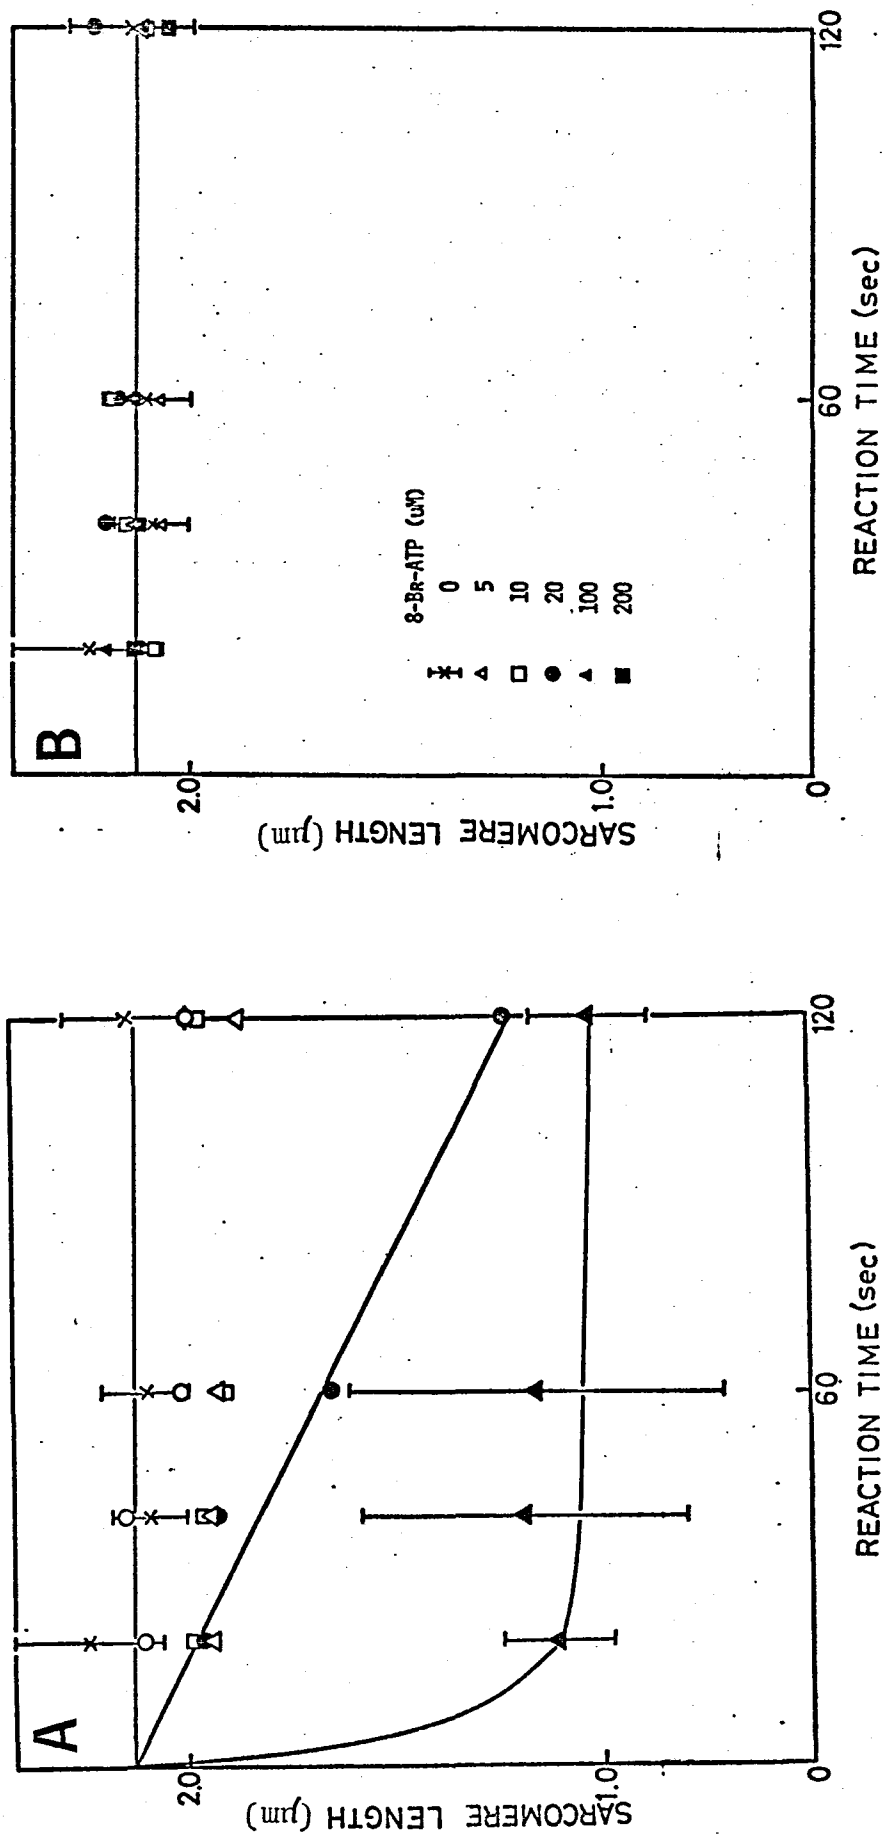 A
SARCOMERE LENGTH (µm)
2.0
1.0
0
60
120
REACTION TIME (sec)
B
SARCOMERE LENGTH (µm)
2.0
1.0
0
60
120
REACTION TIME (sec)
8-BR-ATP (uM)
0
5
10
20
100
200